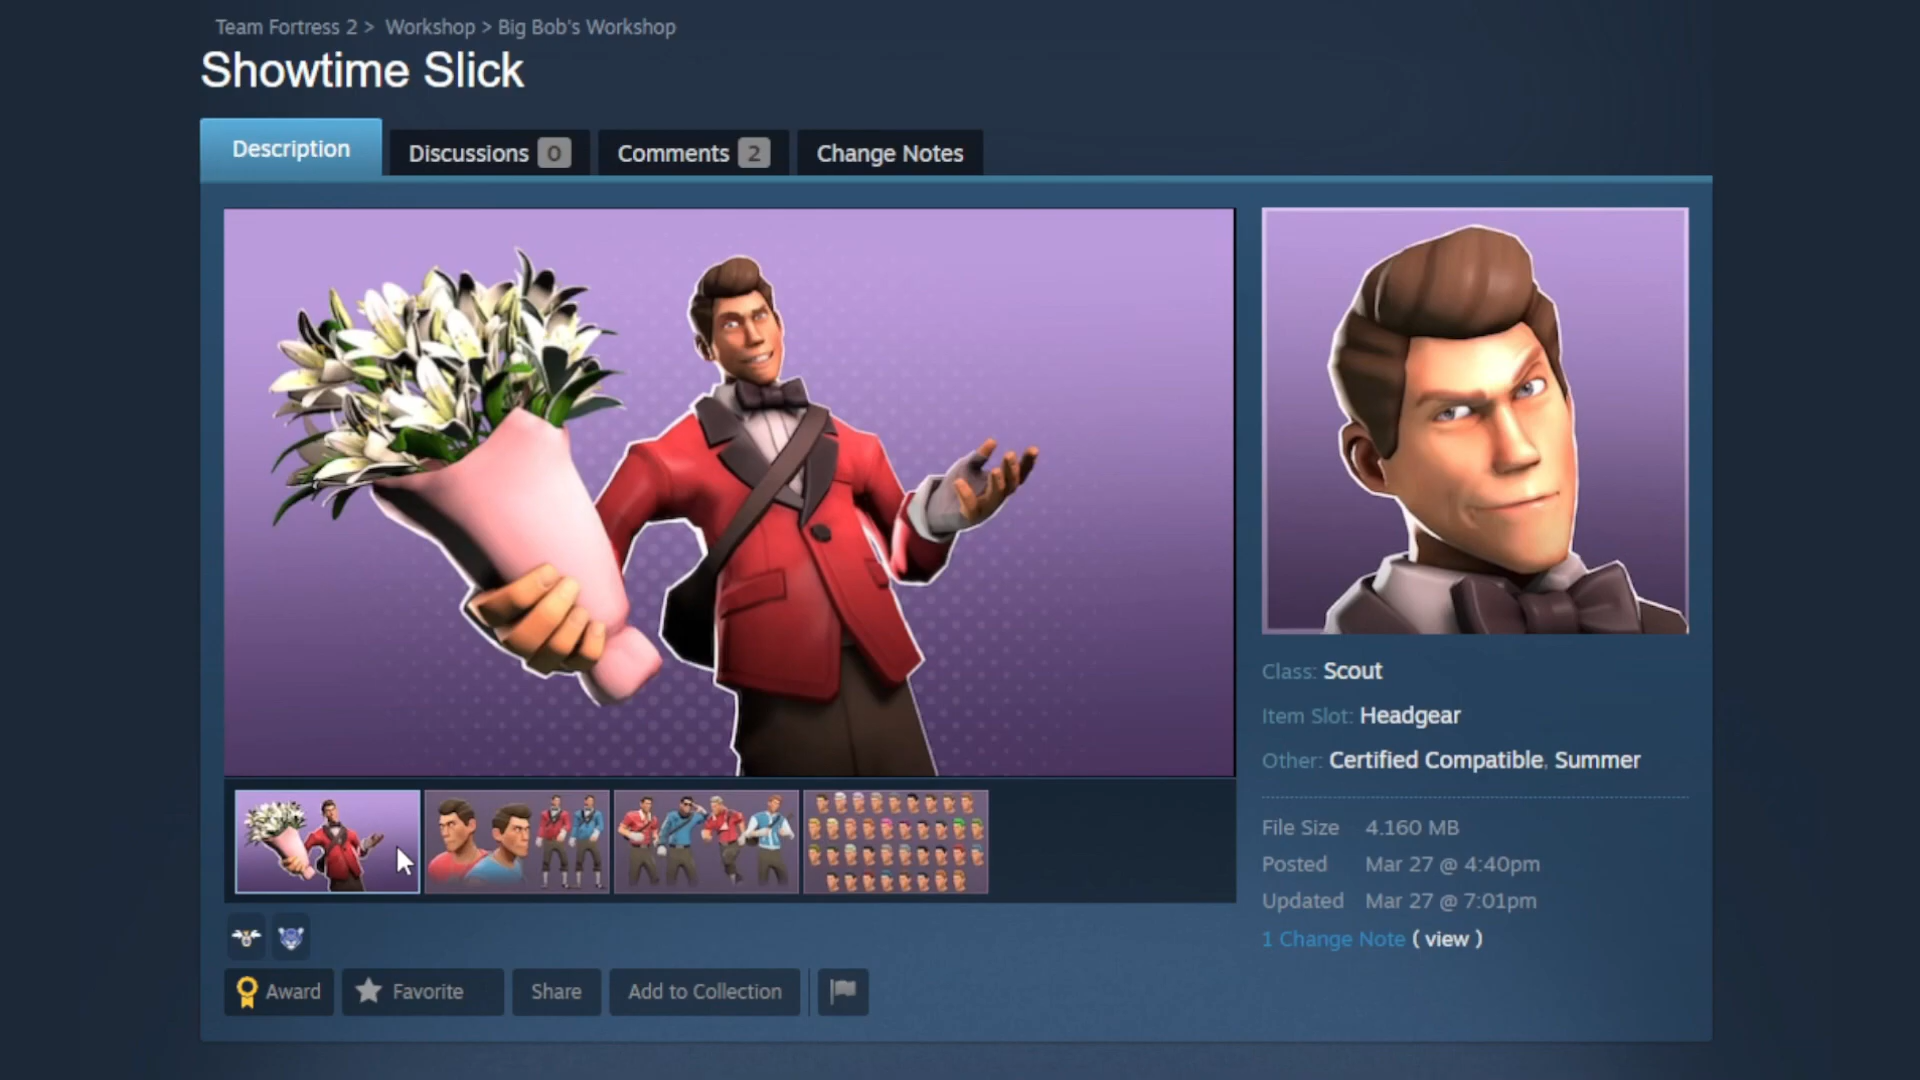 Team Fortress 2 > Workshop > Big Bob's Workshop
Showtime Slick
Description
Discussions 0
Comments 2
Change Notes
Class: Scout
Item Slot: Headgear
Other: Certified Compatible, Summer
File Size 4.160 MB
Posted Mar 27 @ 4:40pm
Updated Mar 27 @ 7:01pm
1 Change Note ( view )
Award
Favorite
Share
Add to Collection